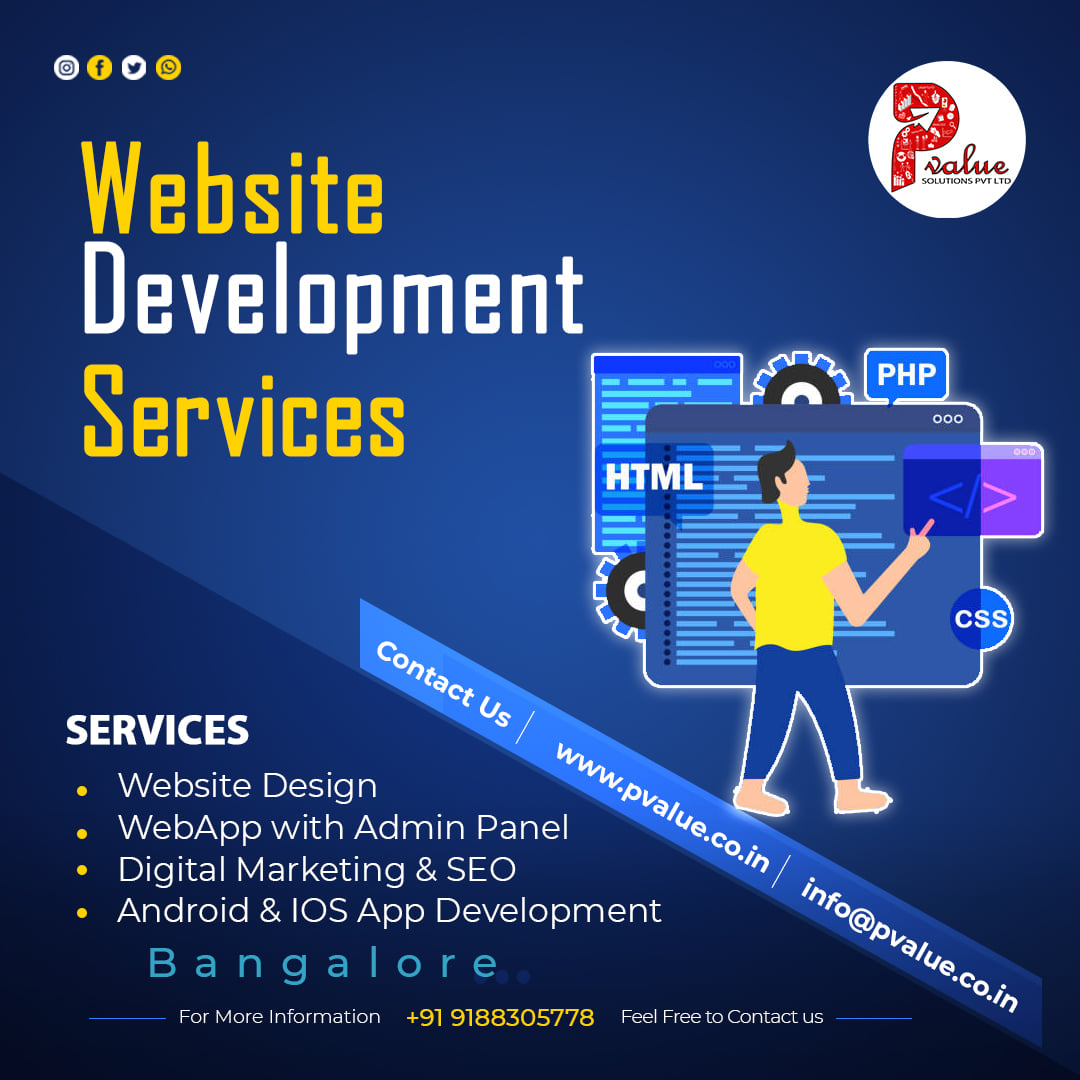 value
SOLUTIONS PVT LTD
Website
Development
Services
PHP
HTML
</>
CSS
Contact Us | www.pvalue.co.in | info@pvalue.co.in
SERVICES
• Website Design
• WebApp with Admin Panel
• Digital Marketing & SEO
• Android & IOS App Development
Bangalore..
For More Information +91 9188305778 Feel Free to Contact us